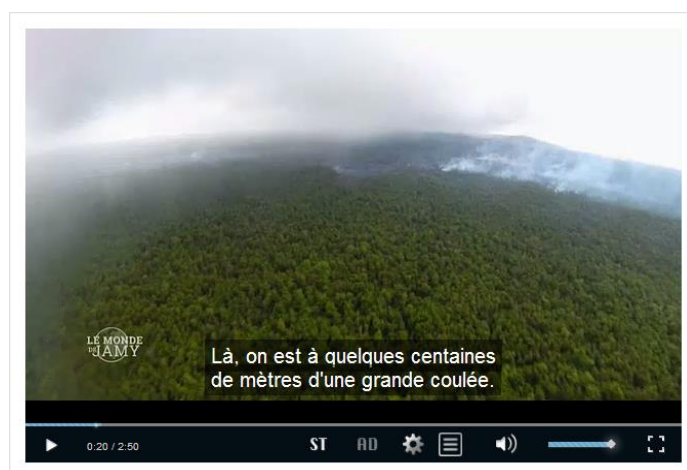 LE MONDE
DE JAMY
Là, on est à quelques centaines
de mètres d'une grande coulée.
0:20 / 2:50
ST
AD